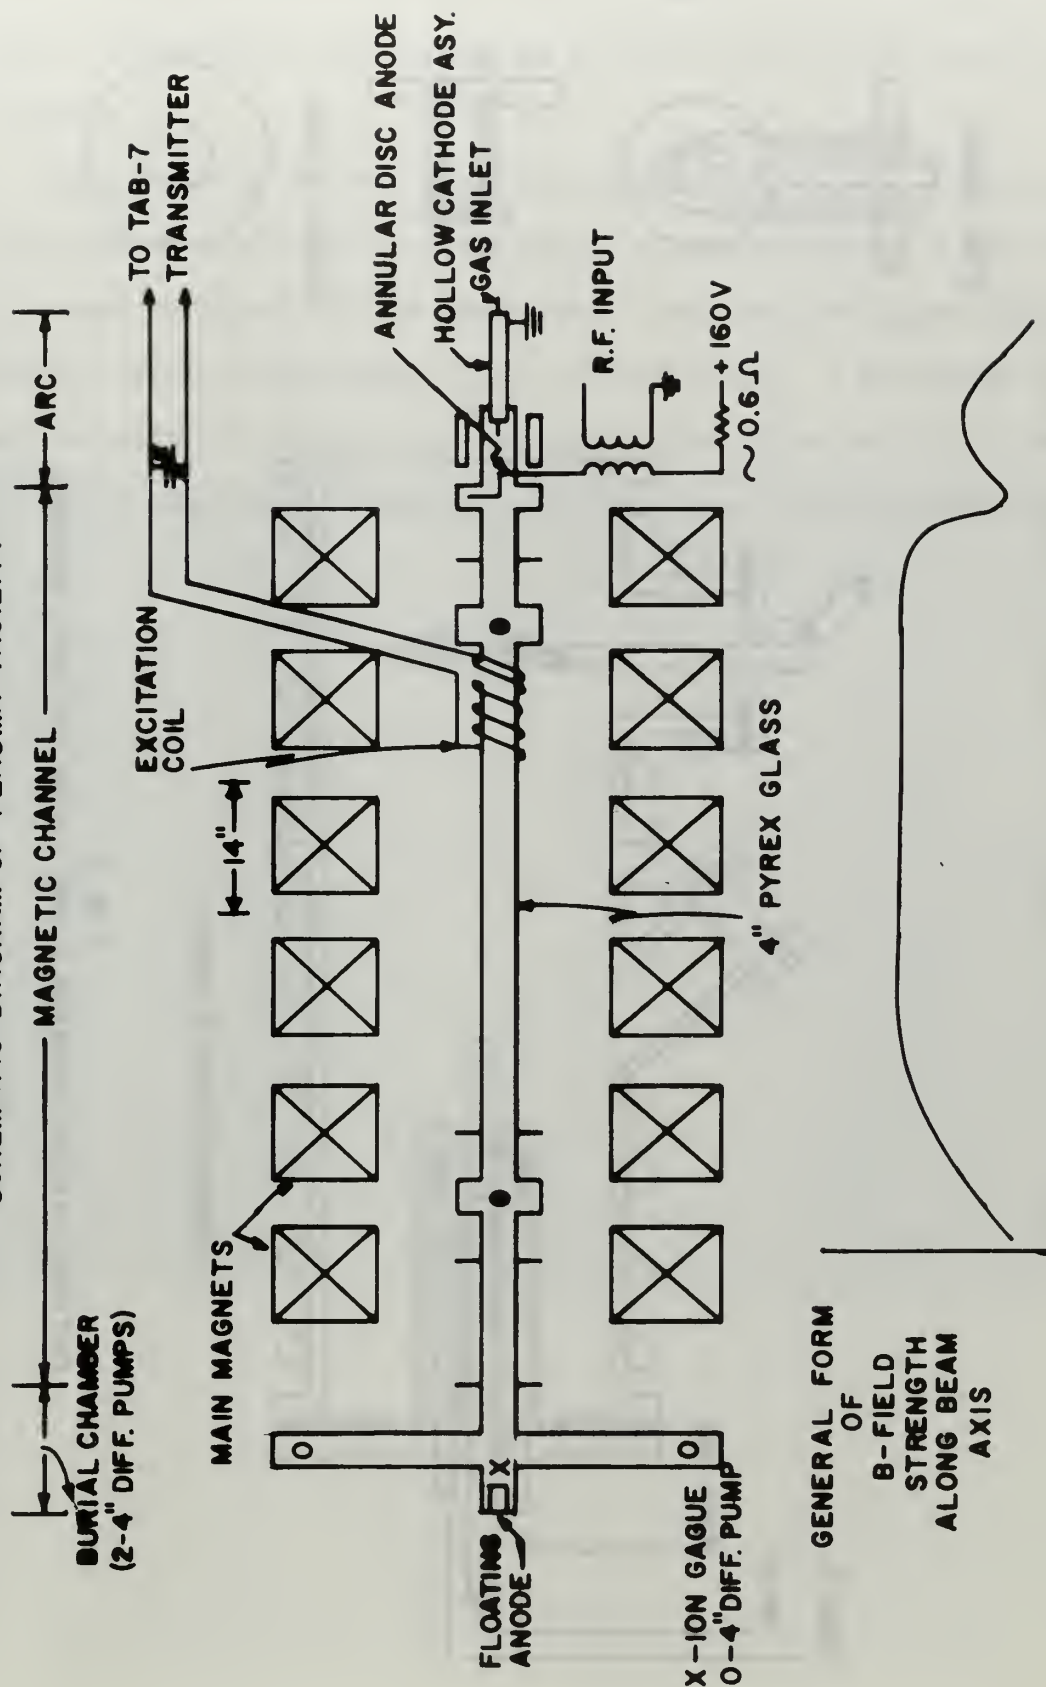 MAGNETIC CHANNEL
ARC
BURIAL CHAMBER
(2-4" DIFF. PUMPS)
TO TAB-7
TRANSMITTER
EXCITATION
COIL
14"
MAIN MAGNETS
ANNULAR DISC ANODE
HOLLOW CATHODE ASY.
GAS INLET
R.F. INPUT
+ 160V
~ 0.6 Ω
FLOATING
ANODE
X
O
O
4" PYREX GLASS
X-ION GAGUE
O-4" DIFF. PUMP
GENERAL FORM
OF
B-FIELD
STRENGTH
ALONG BEAM
AXIS